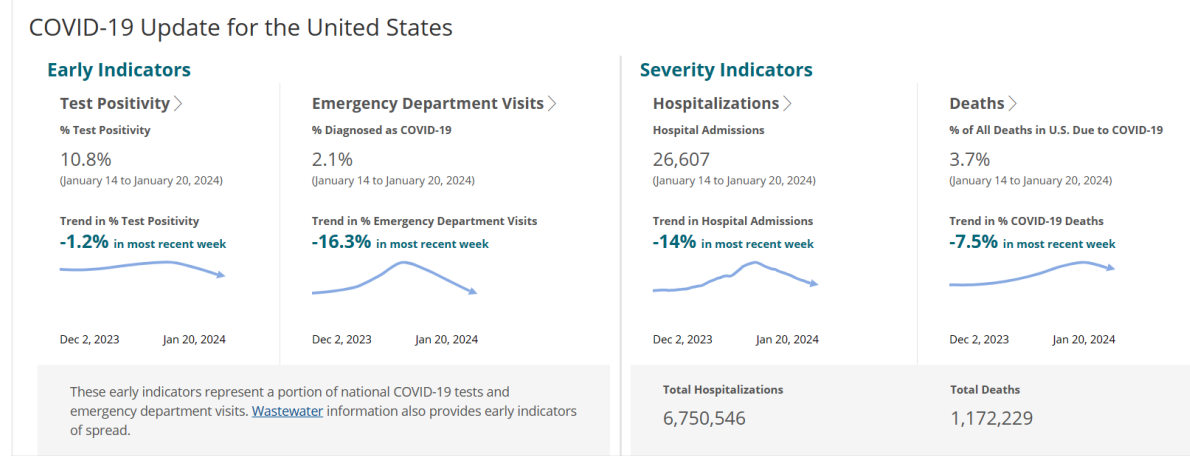 COVID-19 Update for the United States
Early Indicators
Test Positivity
% Test Positivity
10.8%
(January 14 to January 20, 2024)
Trend in % Test Positivity
-1.2% in most recent week
Dec 2, 2023 Jan 20, 2024
Emergency Department Visits
% Diagnosed as COVID-19
2.1%
(January 14 to January 20, 2024)
Trend in % Emergency Department Visits
-16.3% in most recent week
Dec 2, 2023 Jan 20, 2024
These early indicators represent a portion of national COVID-19 tests and
emergency department visits. Wastewater information also provides early indicators
of spread.
Severity Indicators
Hospitalizations
Hospital Admissions
26,607
(January 14 to January 20, 2024)
Trend in Hospital Admissions
-14% in most recent week
Dec 2, 2023 Jan 20, 2024
Total Hospitalizations
6,750,546
Deaths
% of All Deaths in U.S. Due to COVID-19
3.7%
(January 14 to January 20, 2024)
Trend in % COVID-19 Deaths
-7.5% in most recent week
Dec 2, 2023 Jan 20, 2024
Total Deaths
1,172,229